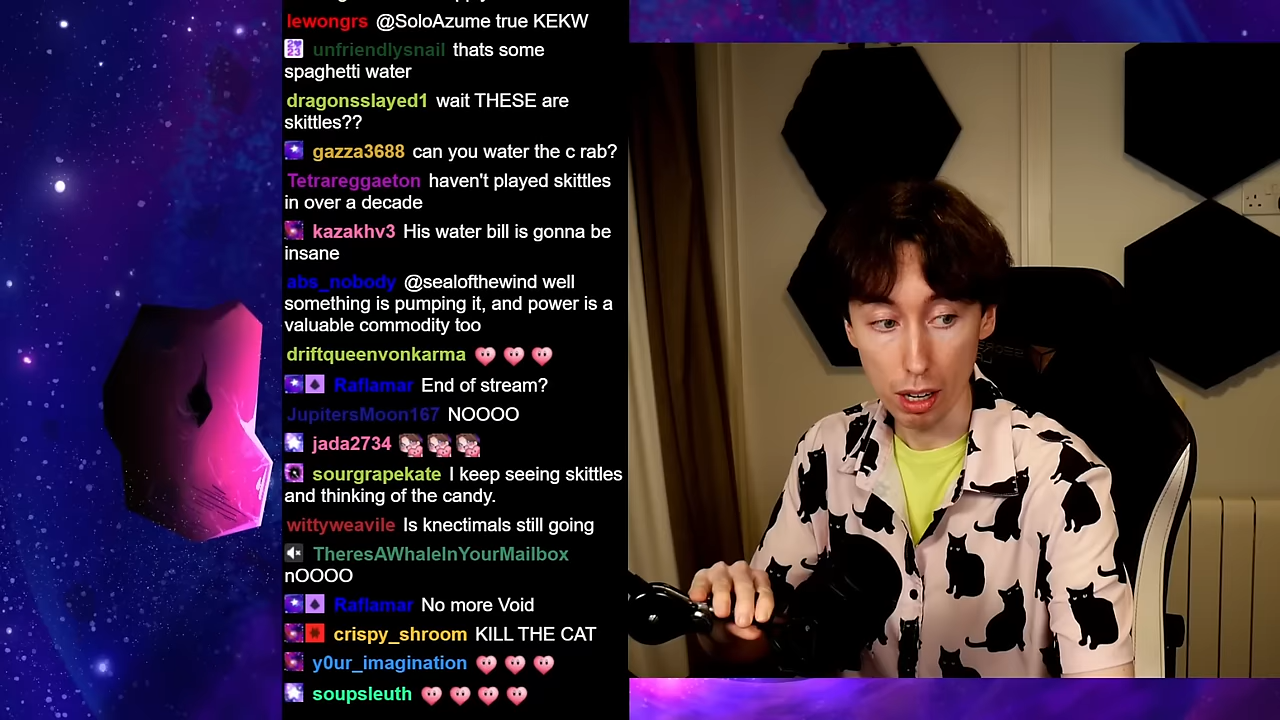 lewongrs @SoloAzume true KEKW
unfriendlysnail thats some
spaghetti water
dragonsslayed1 wait THESE are
skittles??
gazza3688 can you water the c rab?
Tetrareggaeton haven't played skittles
in over a decade
kazakhv3 His water bill is gonna be
insane
abs_nobody @sealofthewind well
something is pumping it, and power is a
valuable commodity too
driftqueenvonkarma
Raflamar End of stream?
JupitersMoon167 NOOOO
jada2734
sourgrapekate I keep seeing skittles
and thinking of the candy.
wittyweavile Is knectimals still going
TheresAWhaleInYourMailbox
nOOOO
Raflamar No more Void
crispy_shroom KILL THE CAT
y0ur_imagination
soupsleuth